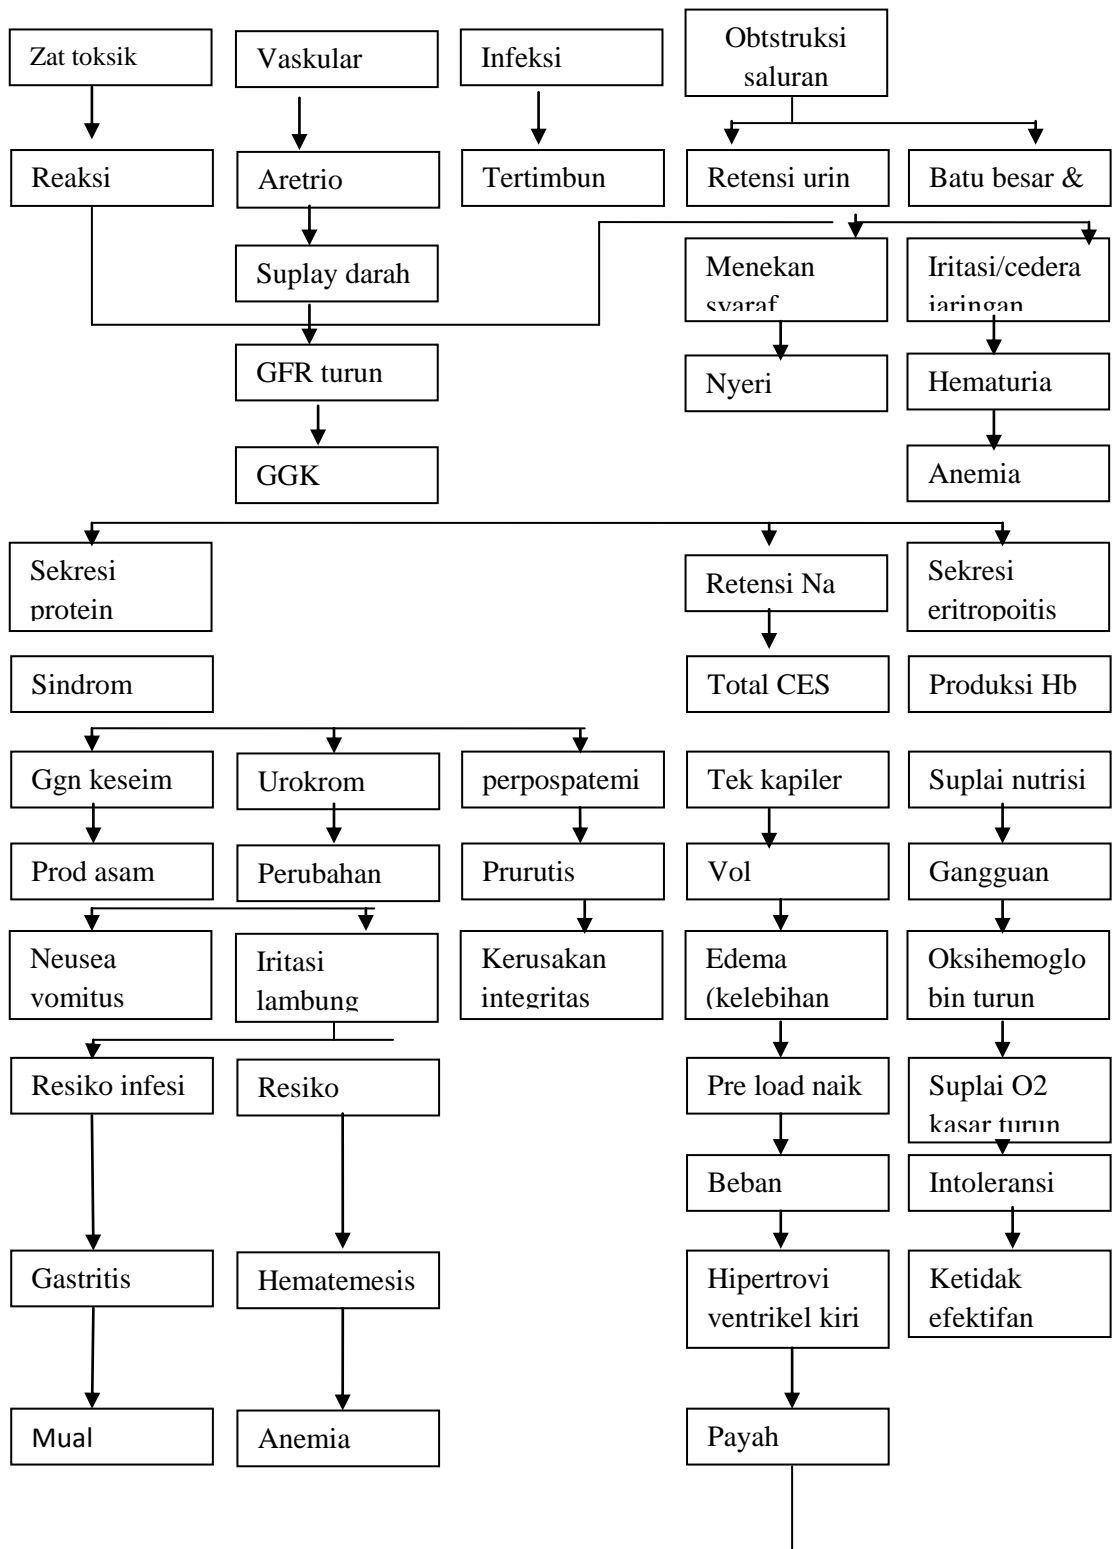 Zat toksik
Vaskular
Infeksi
Obtstruksi
saluran
Reaksi
Aretrio
Tertimbun
Retensi urin
Batu besar &
Suplay darah
Menekan
syaraf
Iritasi/cedera
jaringan
GFR turun
Nyeri
Hematuria
GGK
Anemia
Sekresi
protein
Retensi Na
Sekresi
eritropoitis
Sindrom
Total CES
Produksi Hb
Ggn keseim
Urokrom
perpospatemi
Tek kapiler
Suplai nutrisi
Prod asam
Perubahan
Prurutis
Vol
Gangguan
Neusea
vomitus
Iritasi
lambung
Kerusakan
integritas
Edema
(kelebihan
Oksihemoglo
bin turun
Resiko infesi
Resiko
Pre load naik
Suplai O2
kasar turun
Beban
Intoleransi
Gastritis
Hematemesis
Hipertrovi
ventrikel kiri
Ketidak
efektifan
Mual
Anemia
Payah